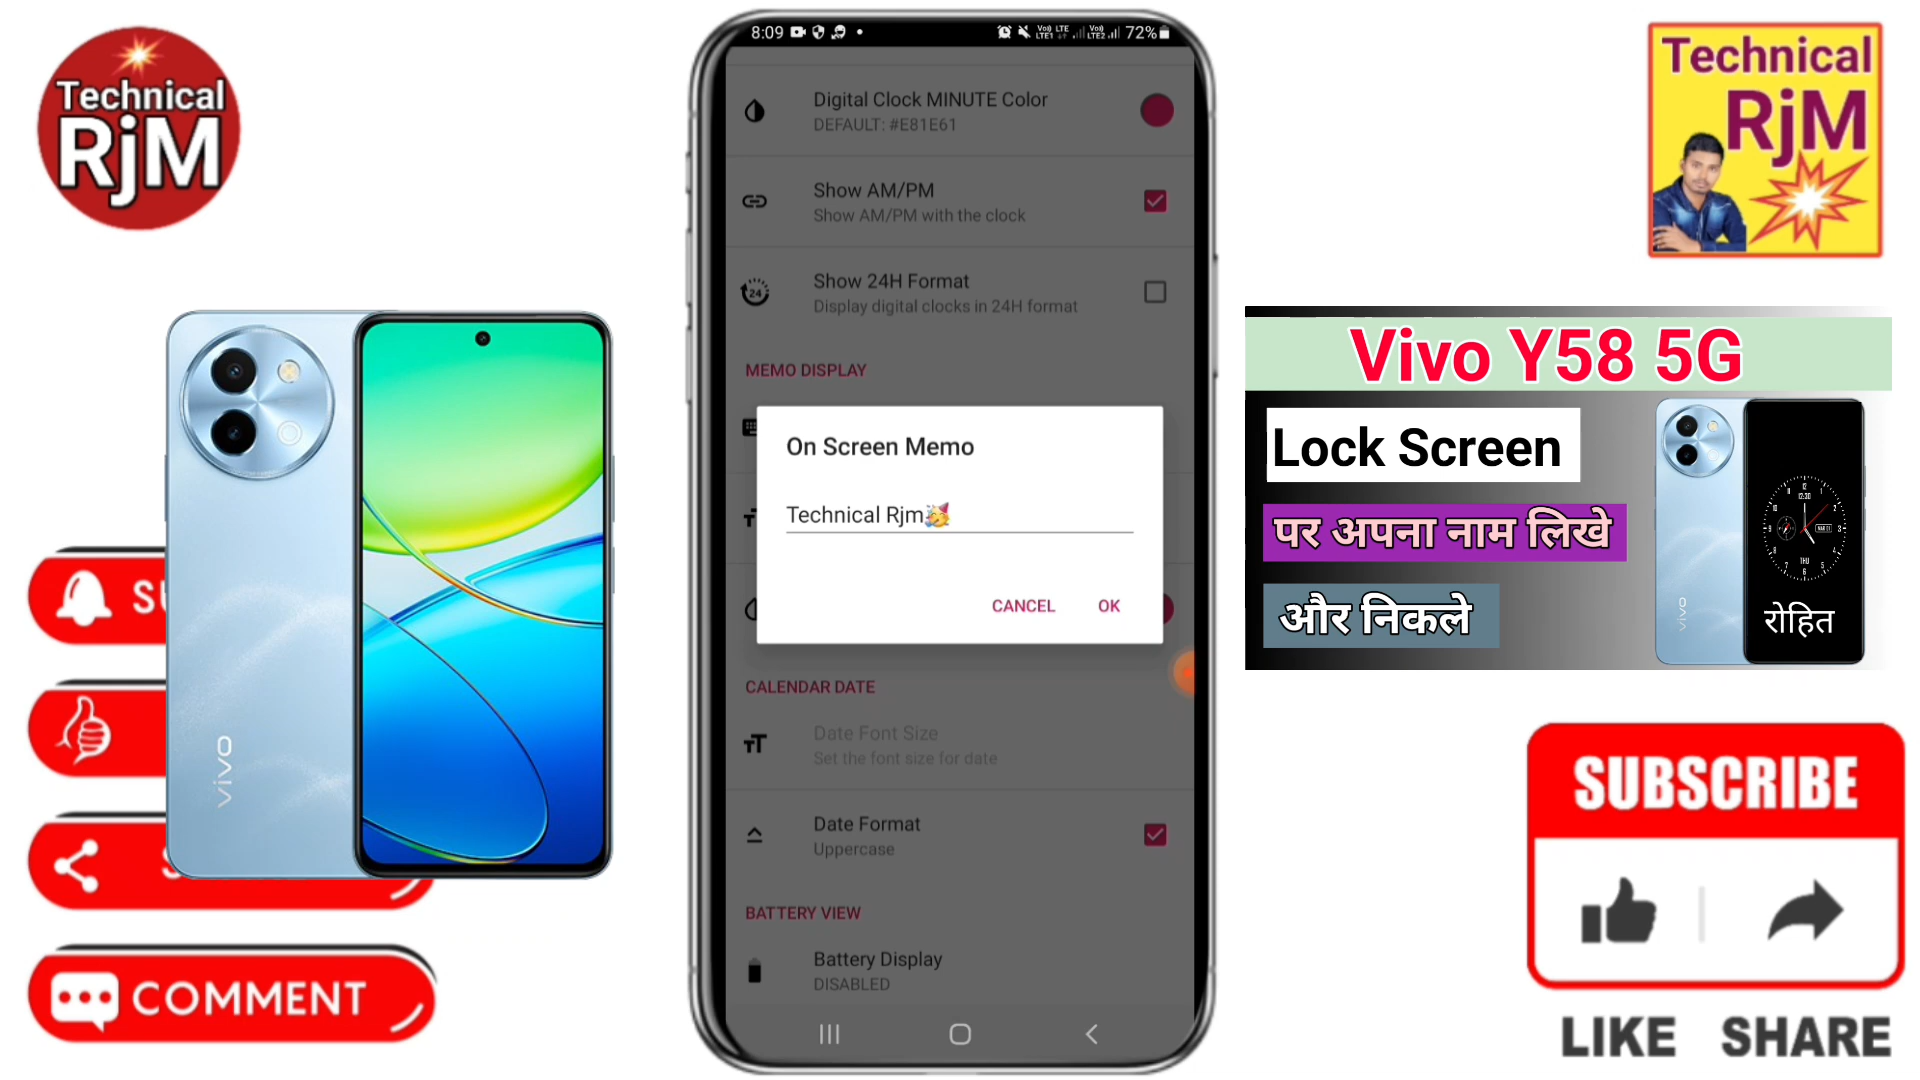 Technical
RjM
SU
S
COMMENT
vivo
8:09
72%
Digital Clock MINUTE Color
DEFAULT: #E81E61
Show AM/PM
Show AM/PM with the clock
24
Show 24H Format
Display digital clocks in 24H format
MEMO DISPLAY
On Screen Memo
Technical Rjm🥳
CANCEL
OK
CALENDAR DATE
Date Font Size
Set the font size for date
Date Format
Uppercase
BATTERY VIEW
Battery Display
DISABLED
Technical
RjM
Vivo Y58 5G
Lock Screen
पर अपना नाम लिखे
और निकले
vivo
रोहित
SUBSCRIBE
LIKE SHARE